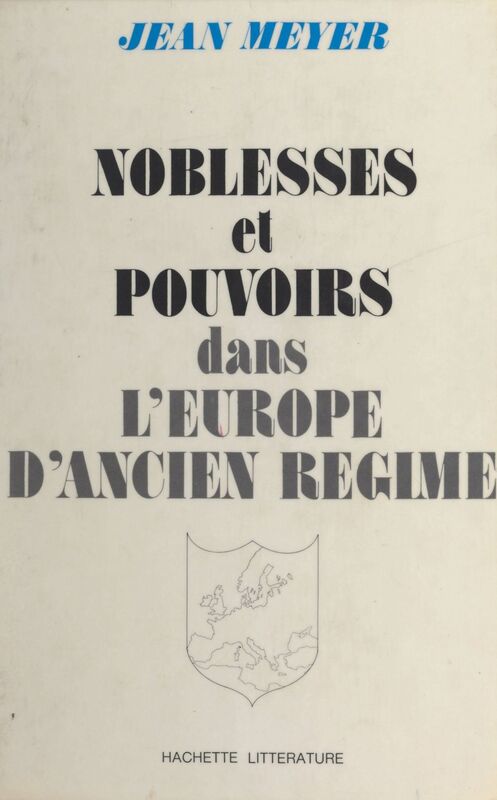 JEAN MEYER
NOBLESSES
et
POUVOIRS
dans
L'EUROPE
D'ANCIEN REGIME
HACHETTE LITTERATURE